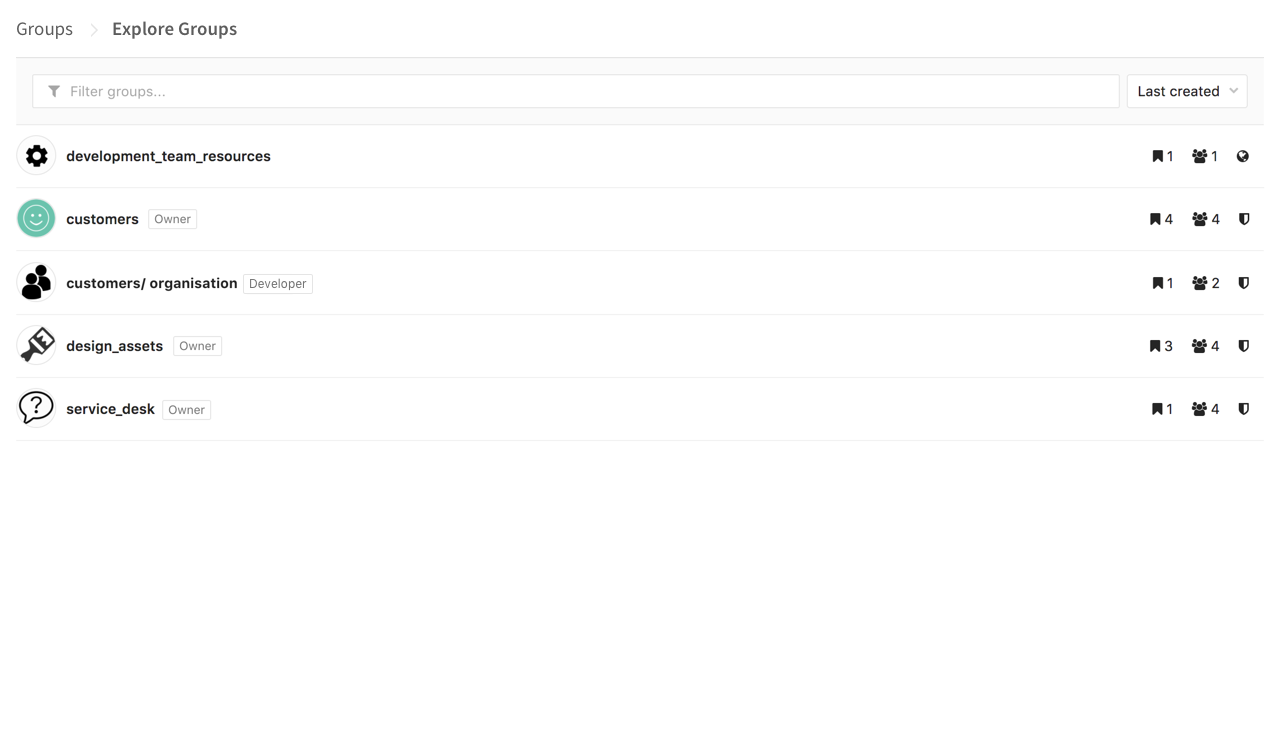 Groups Explore Groups
Filter groups... Last created
development_team_resources 1 1
customers Owner 4 4
customers/ organisation Developer 1 2
design_assets Owner 3 4
service_desk Owner 1 4